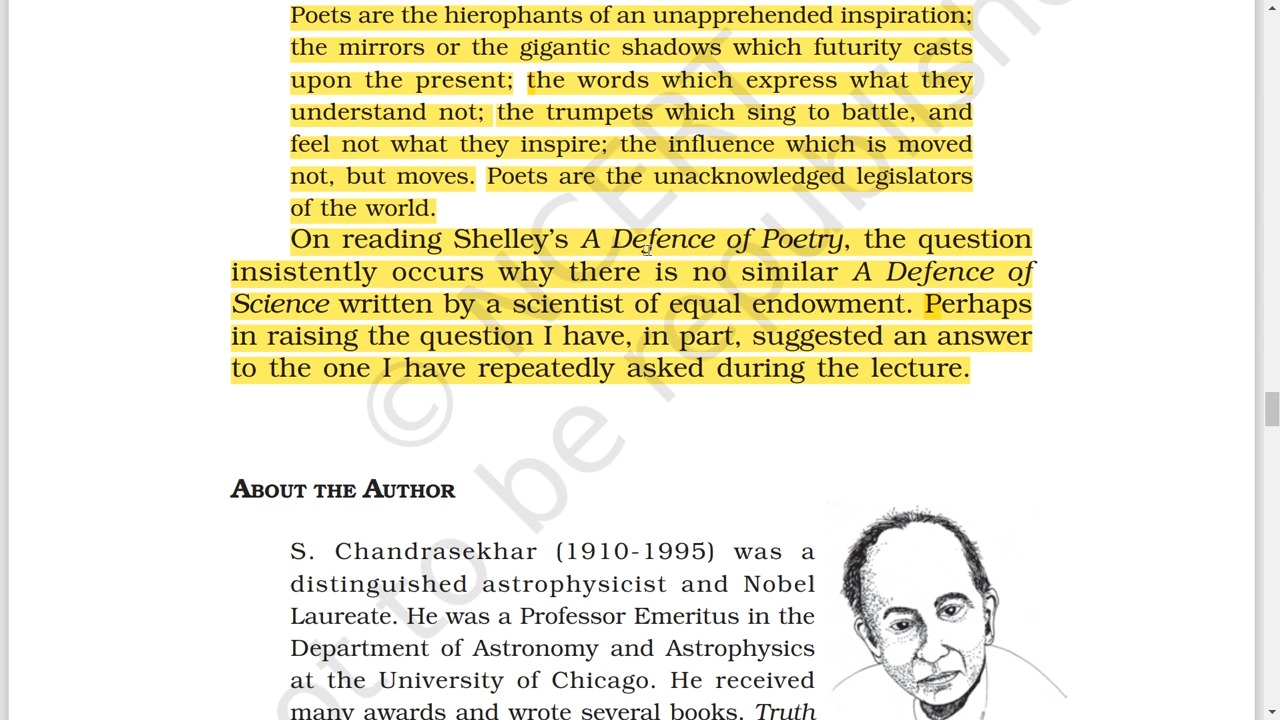 Poets are the hierophants of an unapprehended inspiration;
the mirrors or the gigantic shadows which futurity casts
upon the present; the words which express what they
understand not; the trumpets which sing to battle, and
feel not what they inspire; the influence which is moved
not, but moves. Poets are the unacknowledged legislators
of the world.
On reading Shelley’s A Defence of Poetry, the question
insistently occurs why there is no similar A Defence of
Science written by a scientist of equal endowment. Perhaps
in raising the question I have, in part, suggested an answer
to the one I have repeatedly asked during the lecture.
ABOUT THE AUTHOR
S. Chandrasekhar (1910-1995) was a
distinguished astrophysicist and Nobel
Laureate. He was a Professor Emeritus in the
Department of Astronomy and Astrophysics
at the University of Chicago. He received
many awards and wrote several books. Truth
© NCERT
not to be republished